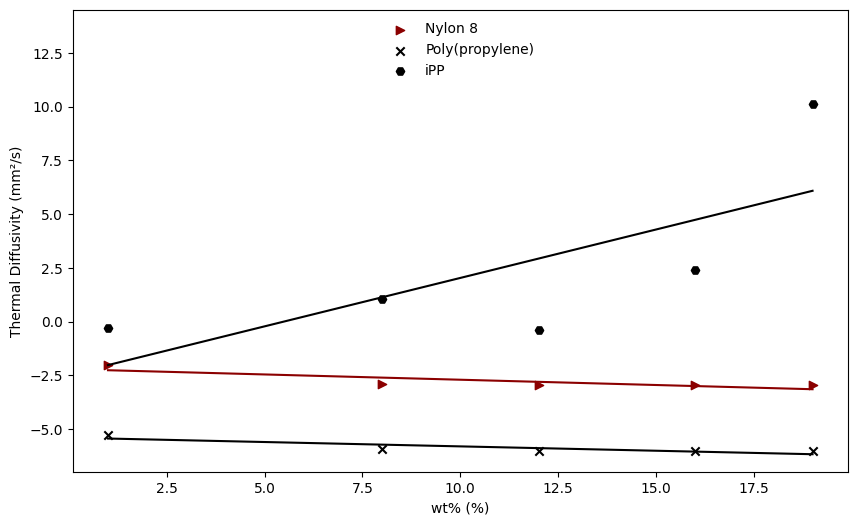 Nylon 8
Poly(propylene)
iPP
12.5
10.0
7.5
5.0
2.5
0.0
−2.5
−5.0
Thermal Diffusivity (mm²/s)
2.5 5.0 7.5 10.0 12.5 15.0 17.5
wt% (%)